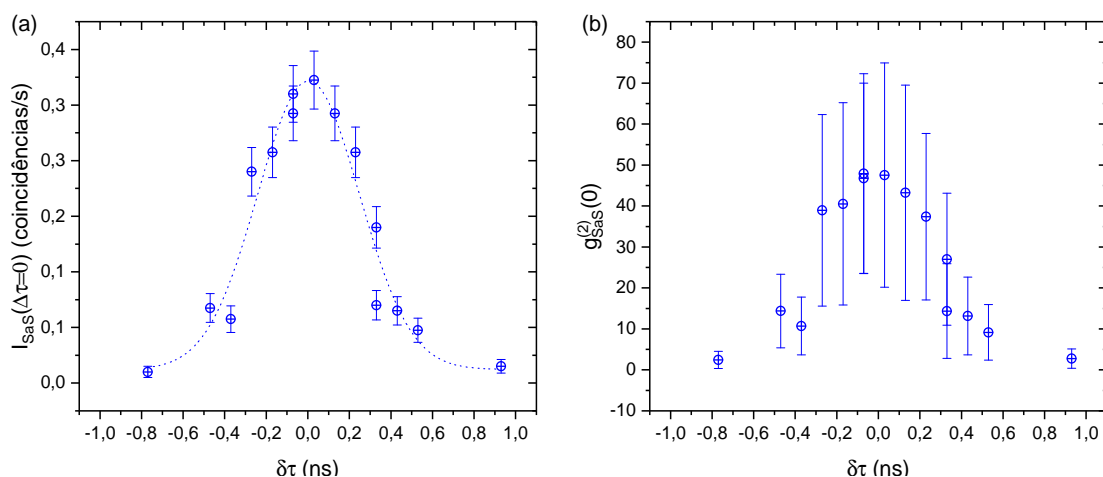 (a)
(b)
I_SaS(Δτ=0) (coincidências/s)
0,4
0,3
0,3
0,2
0,1
0,1
0,0
-1,0 -0,8 -0,6 -0,4 -0,2 0,0 0,2 0,4 0,6 0,8 1,0
δτ (ns)
g_SaS^(2)(0)
80
70
60
50
40
30
20
10
0
-10
-1,0 -0,8 -0,6 -0,4 -0,2 0,0 0,2 0,4 0,6 0,8 1,0
δτ (ns)